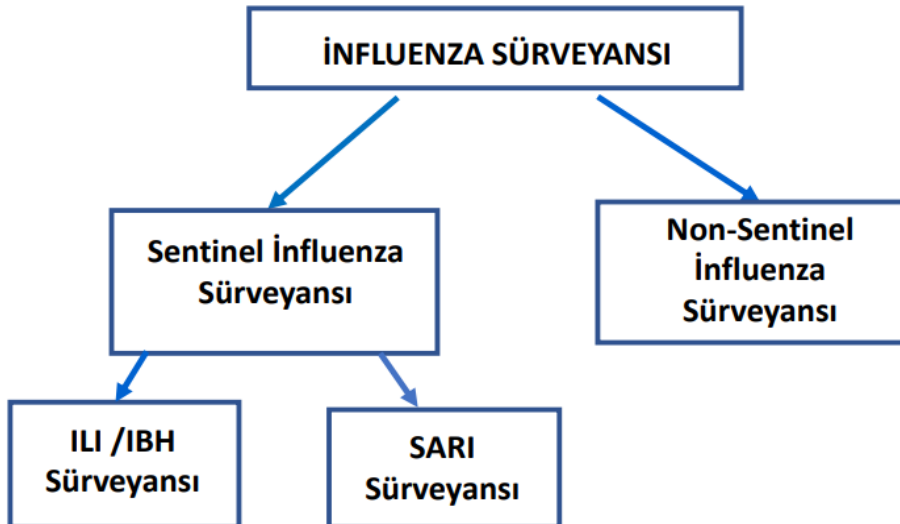 İNFLUENZA SÜRVEYANSI
Sentinel İnfluenza
Sürveyansı
Non-Sentinel
İnfluenza
Sürveyansı
ILI /IBH
Sürveyansı
SARI
Sürveyansı